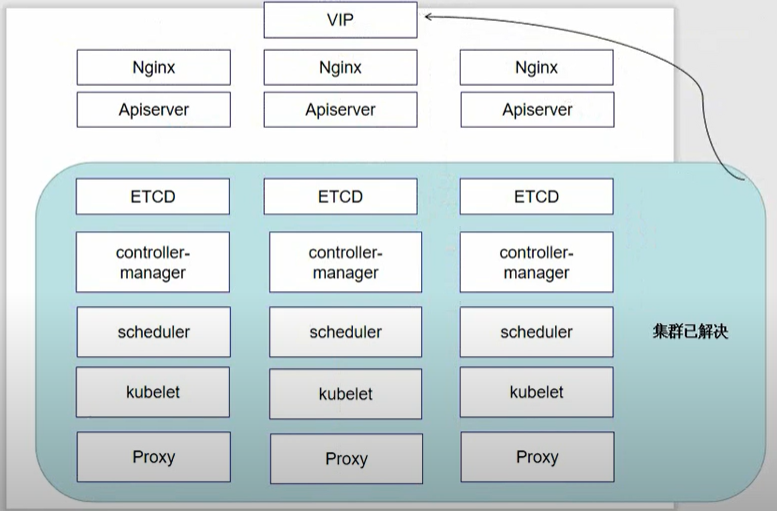 VIP
Nginx Nginx Nginx
Apiserver Apiserver Apiserver
ETCD ETCD ETCD
controller- controller- controller-
manager manager manager
scheduler scheduler scheduler
集群已解决
kubelet kubelet kubelet
Proxy Proxy Proxy